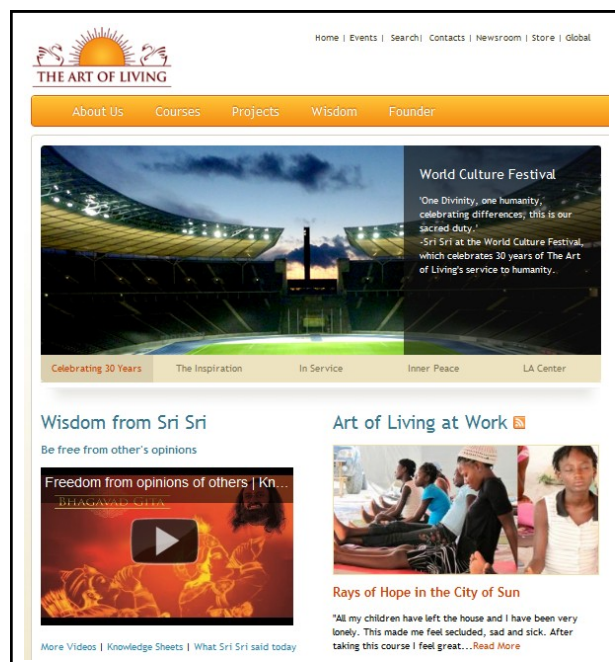 THE ART OF LIVING
Home | Events | Search | Contacts | Newsroom | Store | Global
About Us Courses Projects Wisdom Founder
World Culture Festival
'One Divinity, one humanity,
celebrating differences, this is our
sacred duty.'
-Sri Sri at the World Culture Festival,
which celebrates 30 years of The Art
of Living's service to humanity.
Celebrating 30 Years The Inspiration In Service Inner Peace LA Center
Wisdom from Sri Sri
Be free from other's opinions
Freedom from opinions of others | Kn...
BHAGAVAD GITA
More Videos | Knowledge Sheets | What Sri Sri said today
Art of Living at Work
Rays of Hope in the City of Sun
"All my children have left the house and I have been very
lonely. This made me feel secluded, sad and sick. After
taking this course I feel great...Read More